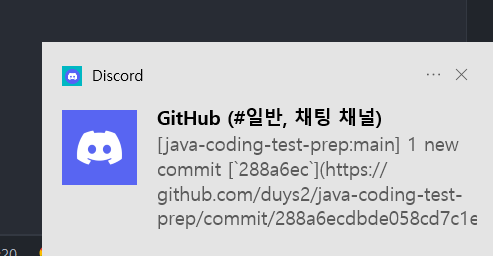 Discord
GitHub (#일반, 채팅 채널)
[java-coding-test-prep:main] 1 new
commit [`288a6ec`](https://
github.com/duys2/java-coding-test-
prep/commit/288a6ecdbde058cd7c1e
-20